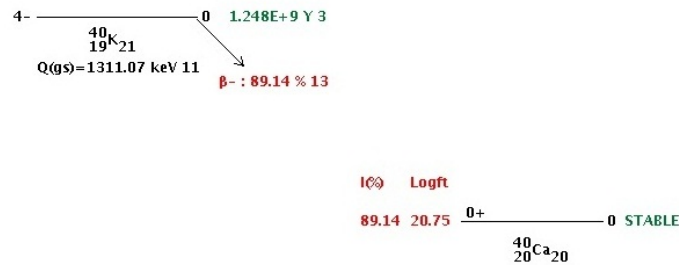 4- 0 1.248E+9 Y 3
40
19K21
Q(gs)=1311.07 keV 11
β- : 89.14 % 13
I(%) Logft
89.14 20.75 0+ 0 STABLE
40
20Ca20